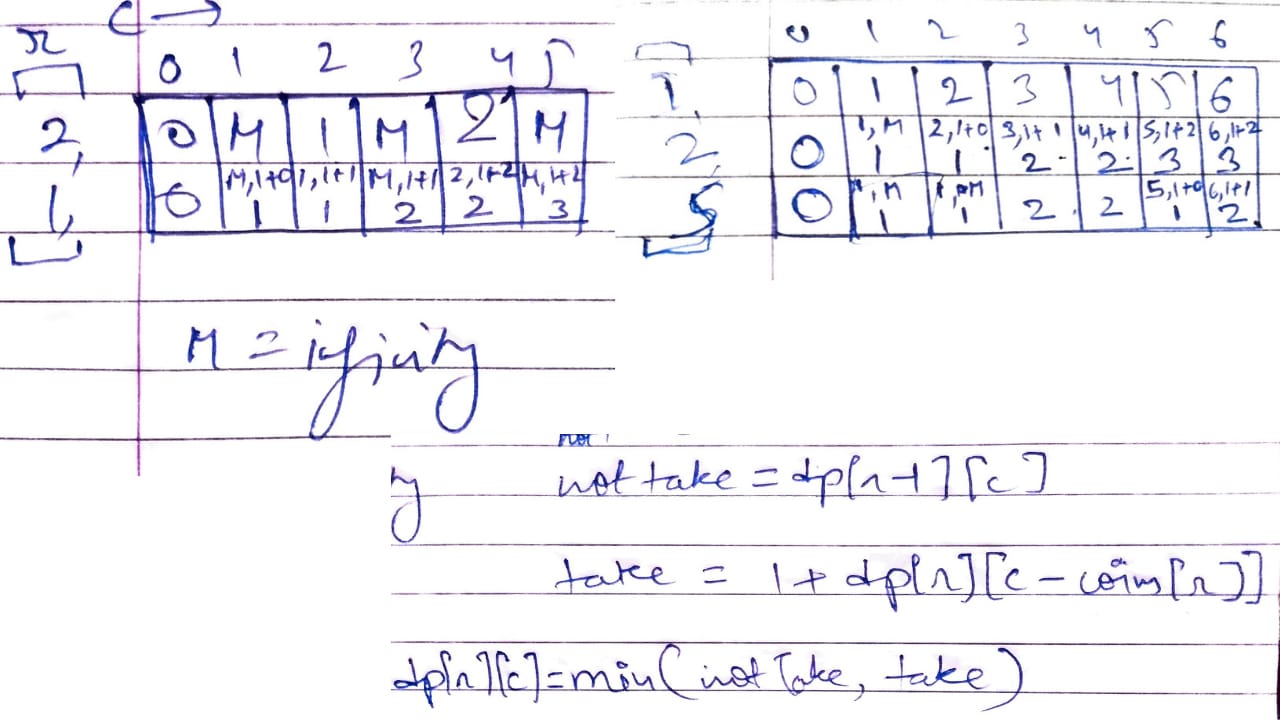 C →
r 0 1 2 3 4 5
2, 0 M 1 M 2 M
M,1+0 1,1+1 M,1+1 2,1+2 M,1+2
1, 0 1 1 2 2 3
M = ificity
0 1 2 3 4 5 6
1, 0 1 2 3 4 5 6
1,M 2,1+0 3,1+1 4,1+1 5,1+2 6,1+2
2, 0 1 1 2 2 3 3
1,M 5,1+0 6,1+1
5 0 1 1 2 2 1 2
y not take = dp[r-1][c]
take = 1 + dp[r][c - coins[r]]
dp[r][c]=min(not Take, take)